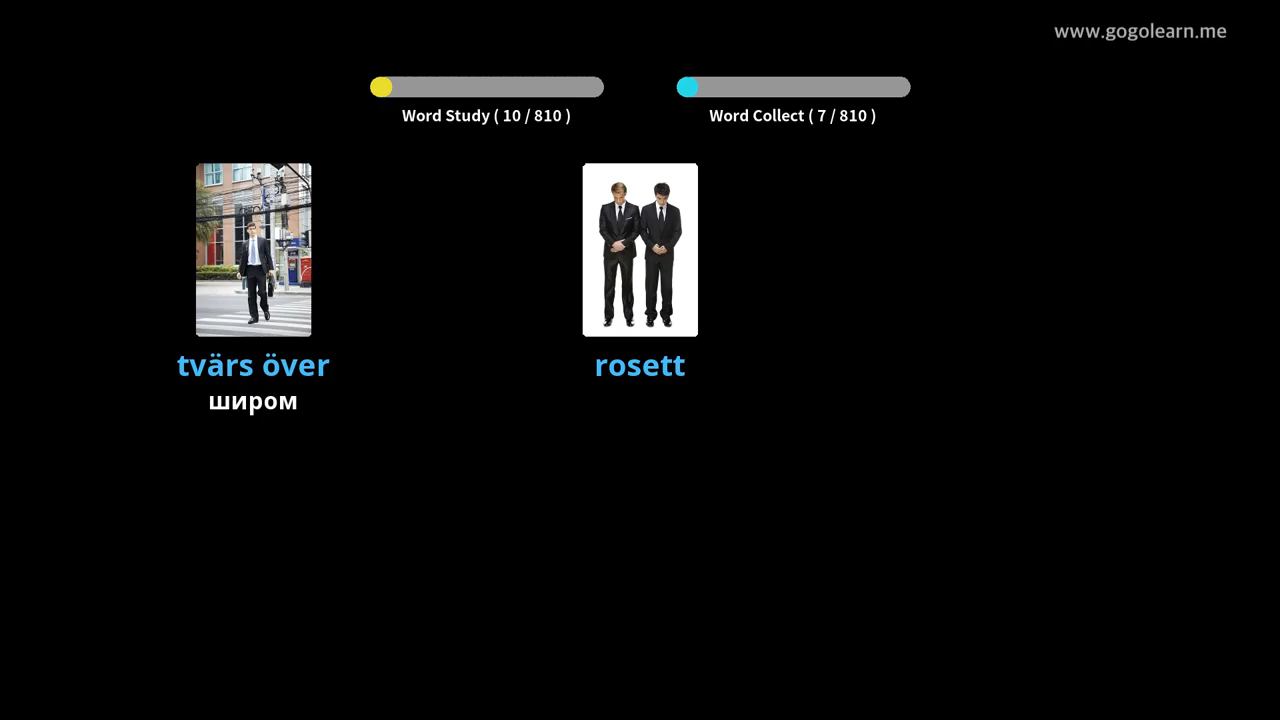 www.gogolearn.me
Word Study ( 10 / 810 )
Word Collect ( 7 / 810 )
tvärs över
широм
rosett